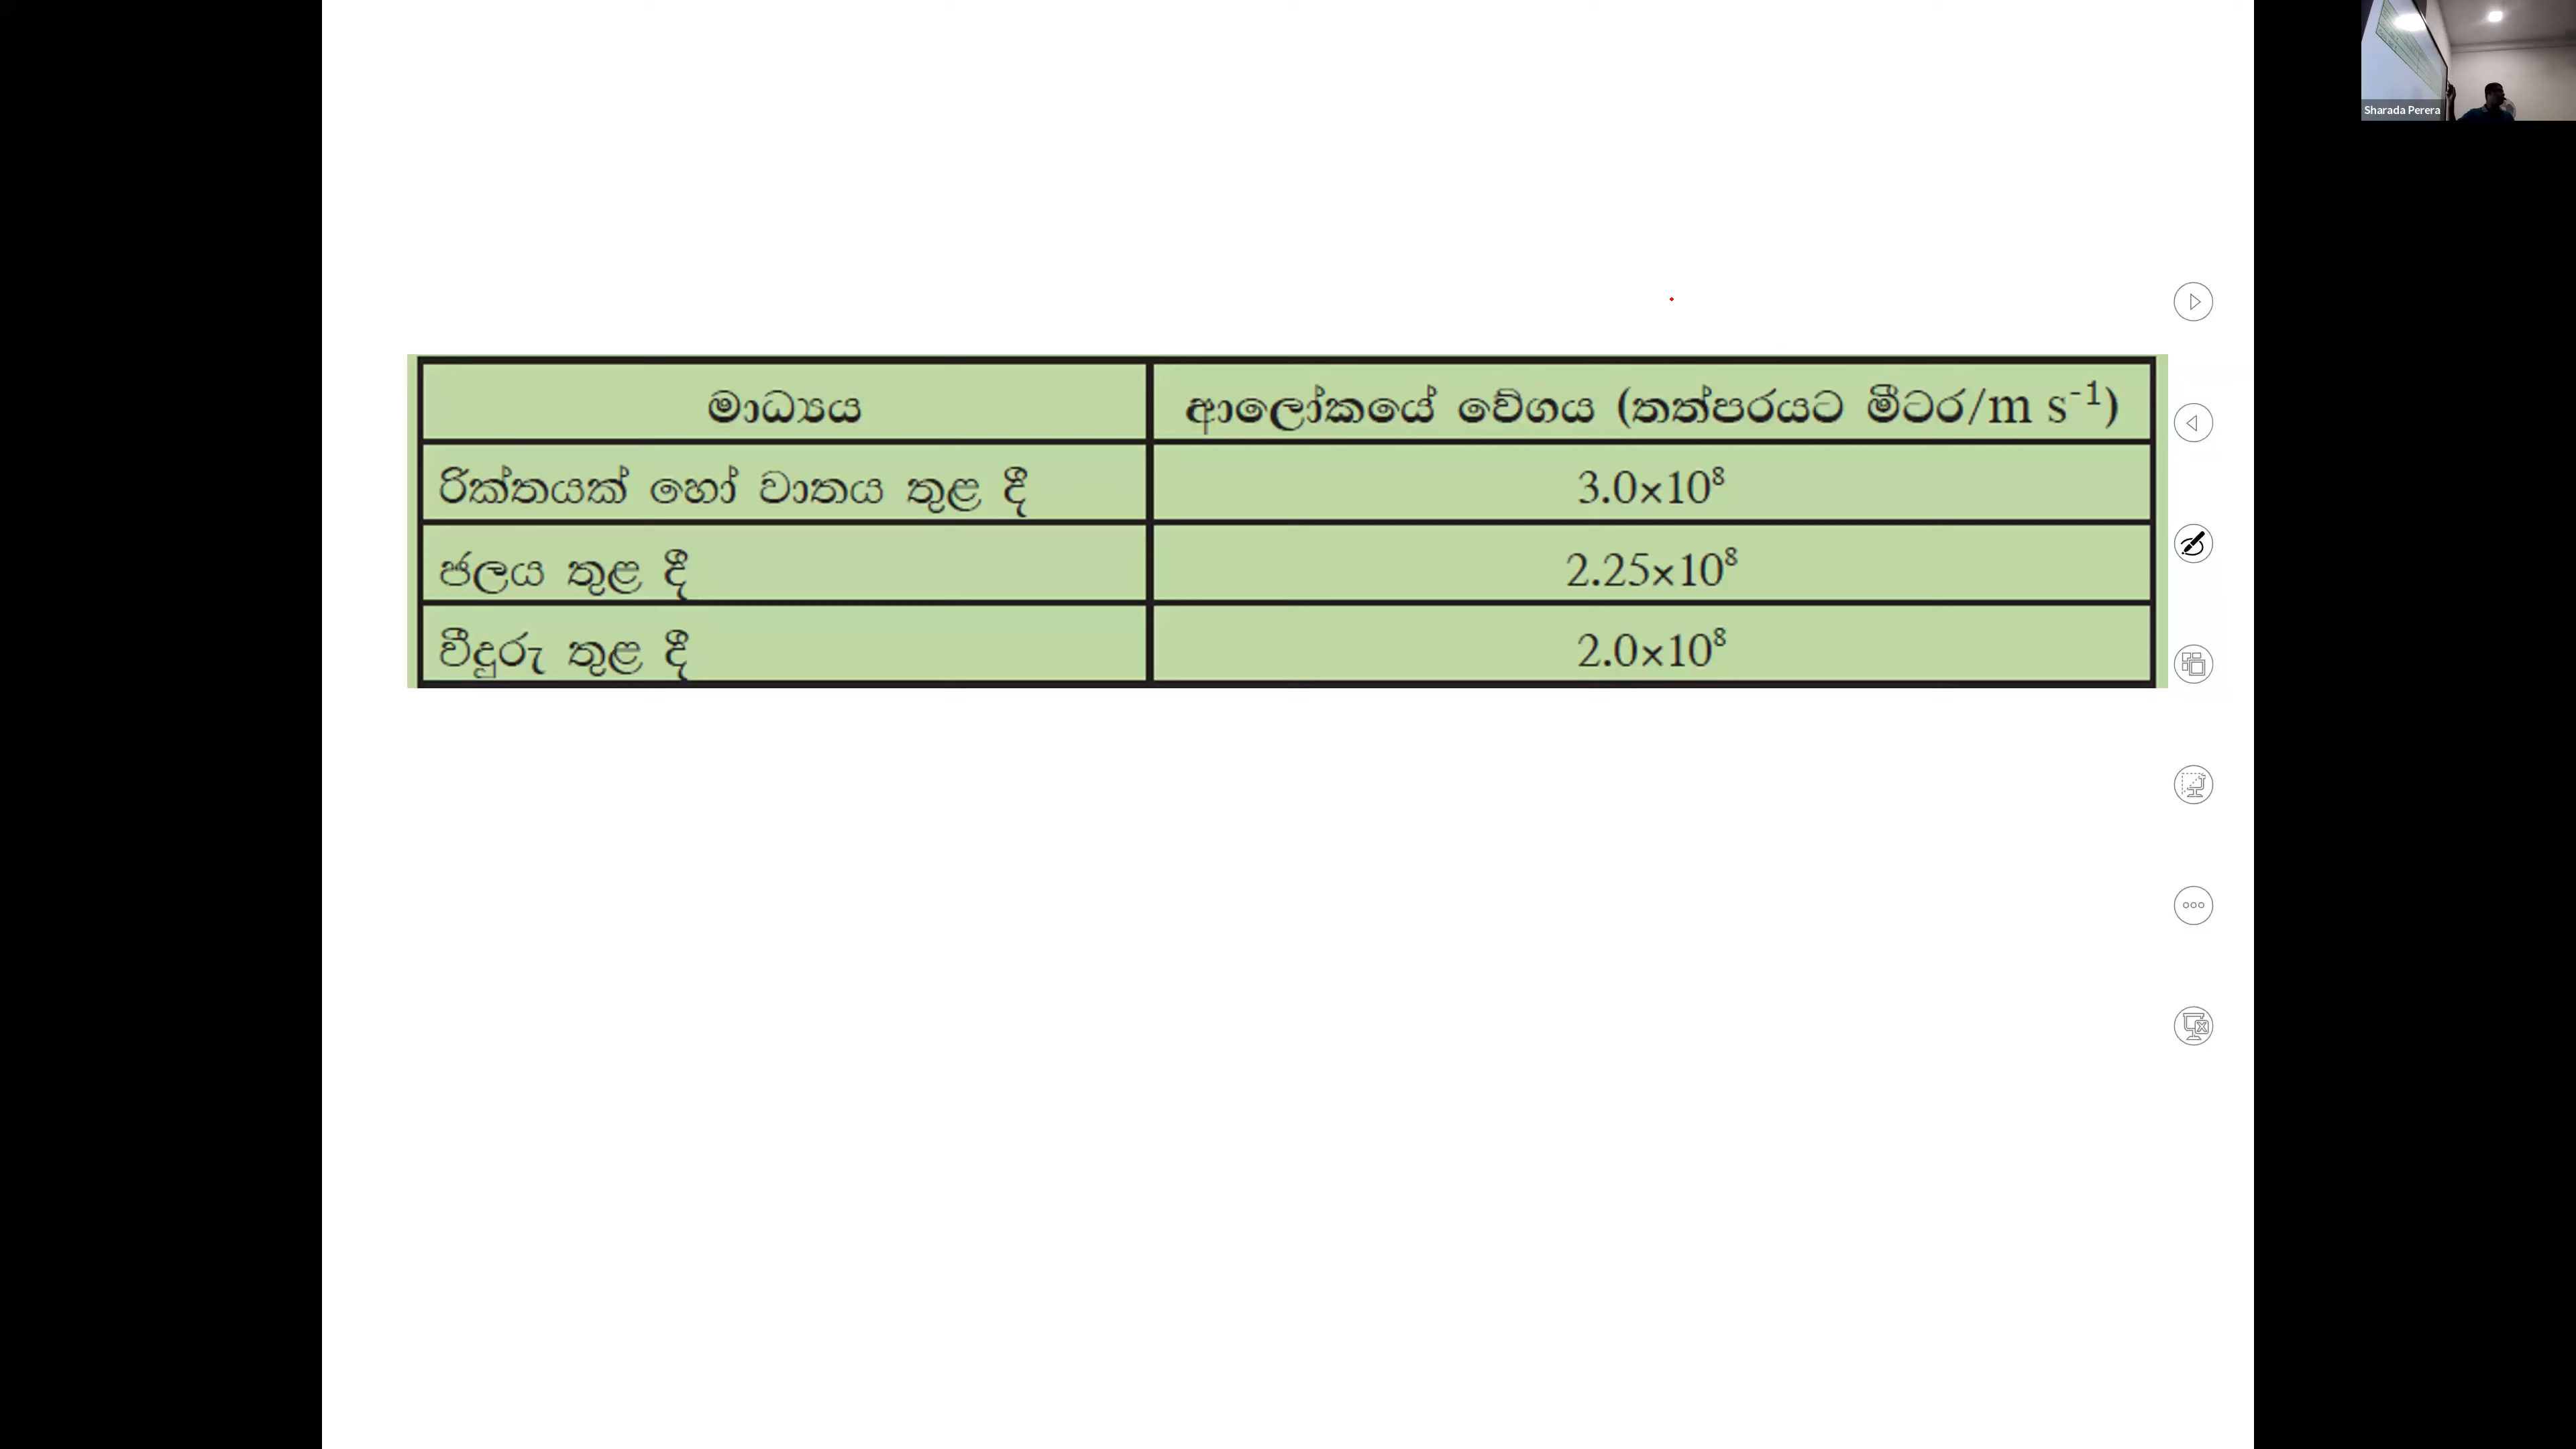 Sharada Perera
මාධ්‍යය ආලෝකයේ වේගය (තත්පරයට මීටර/m s⁻¹)
රික්තයක් හෝ වාතය තුළ දී 3.0×10⁸
ජලය තුළ දී 2.25×10⁸
වීදුරු තුළ දී 2.0×10⁸